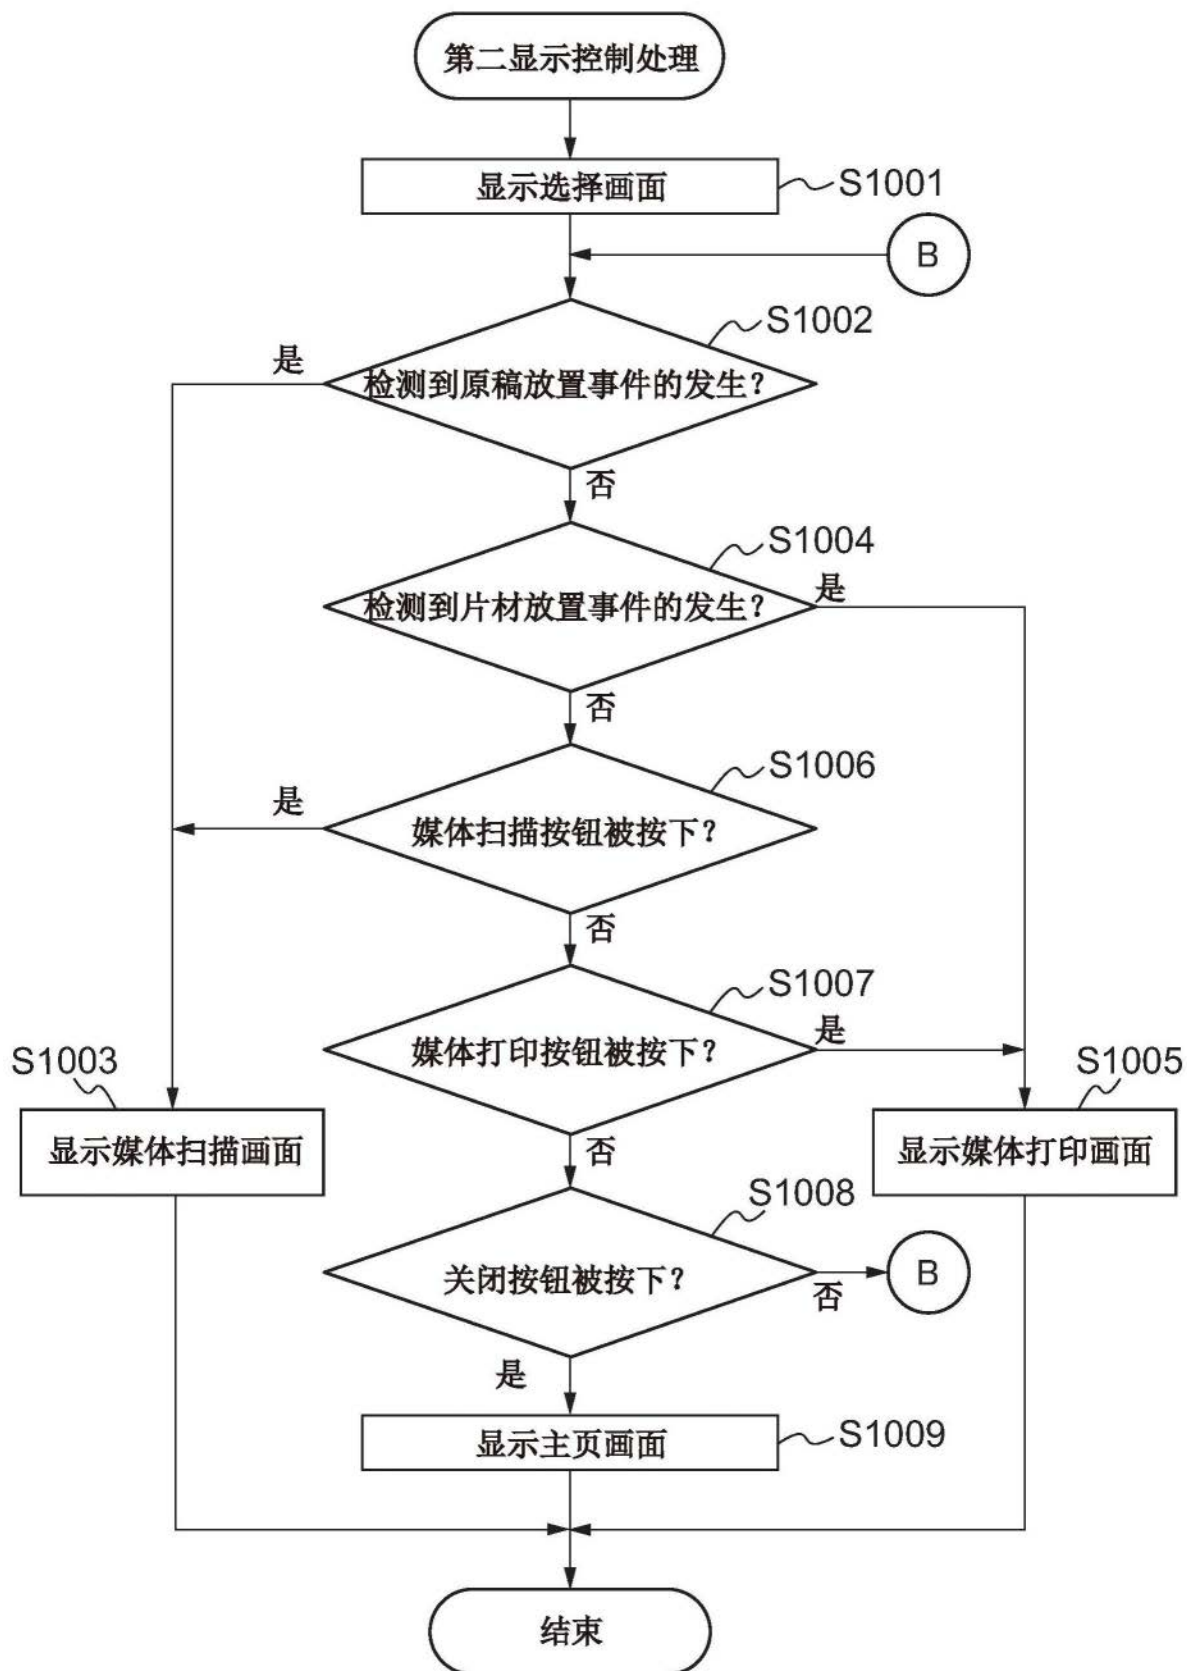 第二显示控制处理
显示选择画面
S1001
B
S1002
是
检测到原稿放置事件的发生？
否
S1004
是
检测到片材放置事件的发生？
否
S1006
是
媒体扫描按钮被按下？
否
S1007
是
媒体打印按钮被按下？
S1003
S1005
显示媒体扫描画面
否
显示媒体打印画面
S1008
关闭按钮被按下？
B
否
是
显示主页画面
S1009
结束